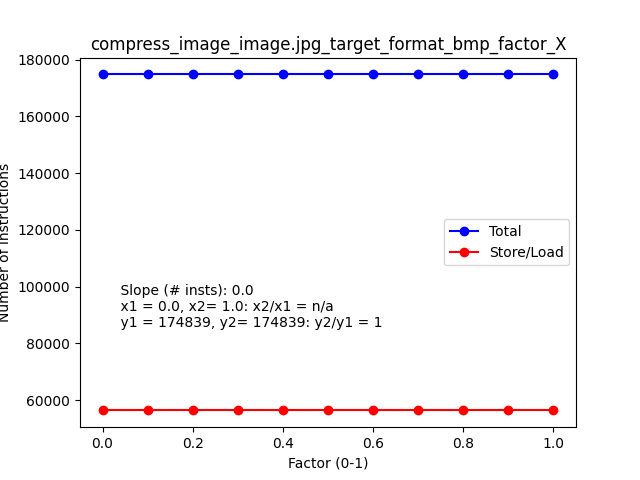 compress_image_image.jpg_target_format_bmp_factor_X
180000
160000
140000
120000
100000
80000
60000
Number of Instructions
Total
Store/Load
Slope (# insts): 0.0
x1 = 0.0, x2= 1.0: x2/x1 = n/a
y1 = 174839, y2= 174839: y2/y1 = 1
0.0 0.2 0.4 0.6 0.8 1.0
Factor (0-1)